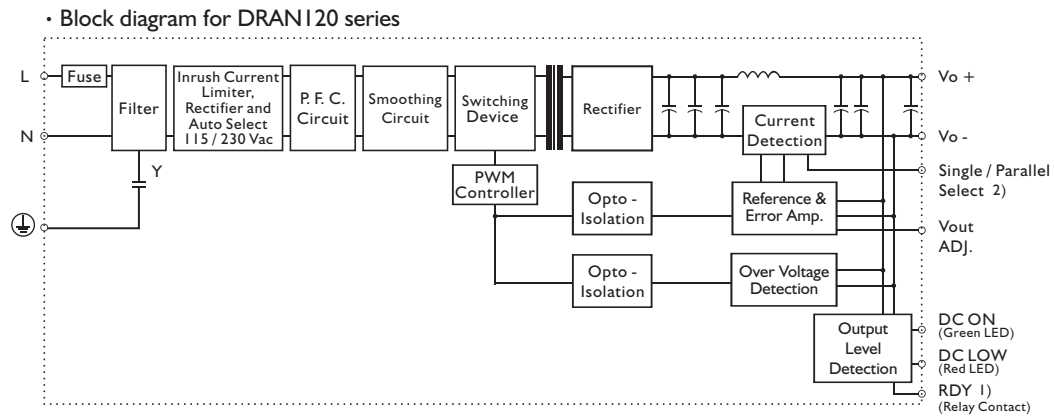 • Block diagram for DRAN120 series
L
Fuse
Filter
Inrush Current
Limiter,
Rectifier and
Auto Select
115 / 230 Vac
P. F. C.
Circuit
Smoothing
Circuit
Switching
Device
Rectifier
Current
Detection
Vo +
N
Vo -
Y
PWM
Controller
Opto -
Isolation
Reference &
Error Amp.
Single / Parallel
Select 2)
Vout
ADJ.
Opto -
Isolation
Over Voltage
Detection
Output
Level
Detection
DC ON
(Green LED)
DC LOW
(Red LED)
RDY 1)
(Relay Contact)